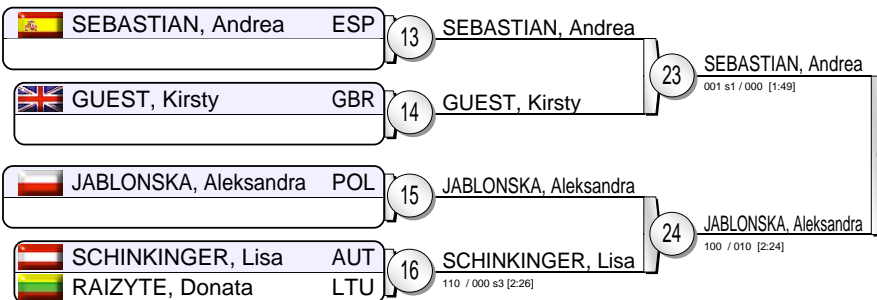 SEBASTIAN, Andrea ESP
13
SEBASTIAN, Andrea
23
SEBASTIAN, Andrea
001 s1 / 000 [1:49]
GUEST, Kirsty GBR
14
GUEST, Kirsty
JABLONSKA, Aleksandra POL
15
JABLONSKA, Aleksandra
24
JABLONSKA, Aleksandra
100 / 010 [2:24]
SCHINKINGER, Lisa AUT
16
SCHINKINGER, Lisa
110 / 000 s3 [2:26]
RAIZYTE, Donata LTU